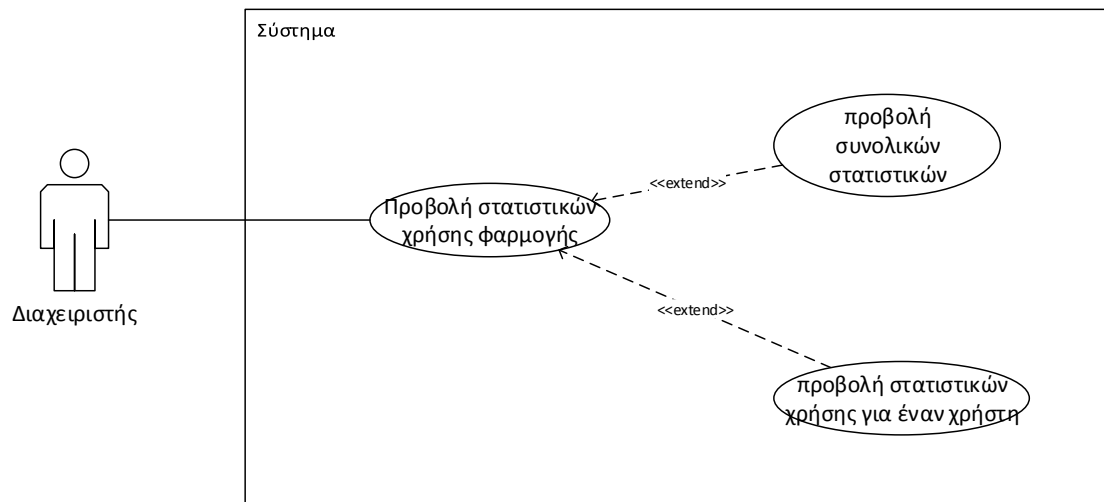 Σύστημα
προβολή
συνολικών
στατιστικών
<<extend>>
Προβολή στατιστικών
χρήσης φαρμογής
<<extend>>
Διαχειριστής
προβολή στατιστικών
χρήσης για έναν χρήστη